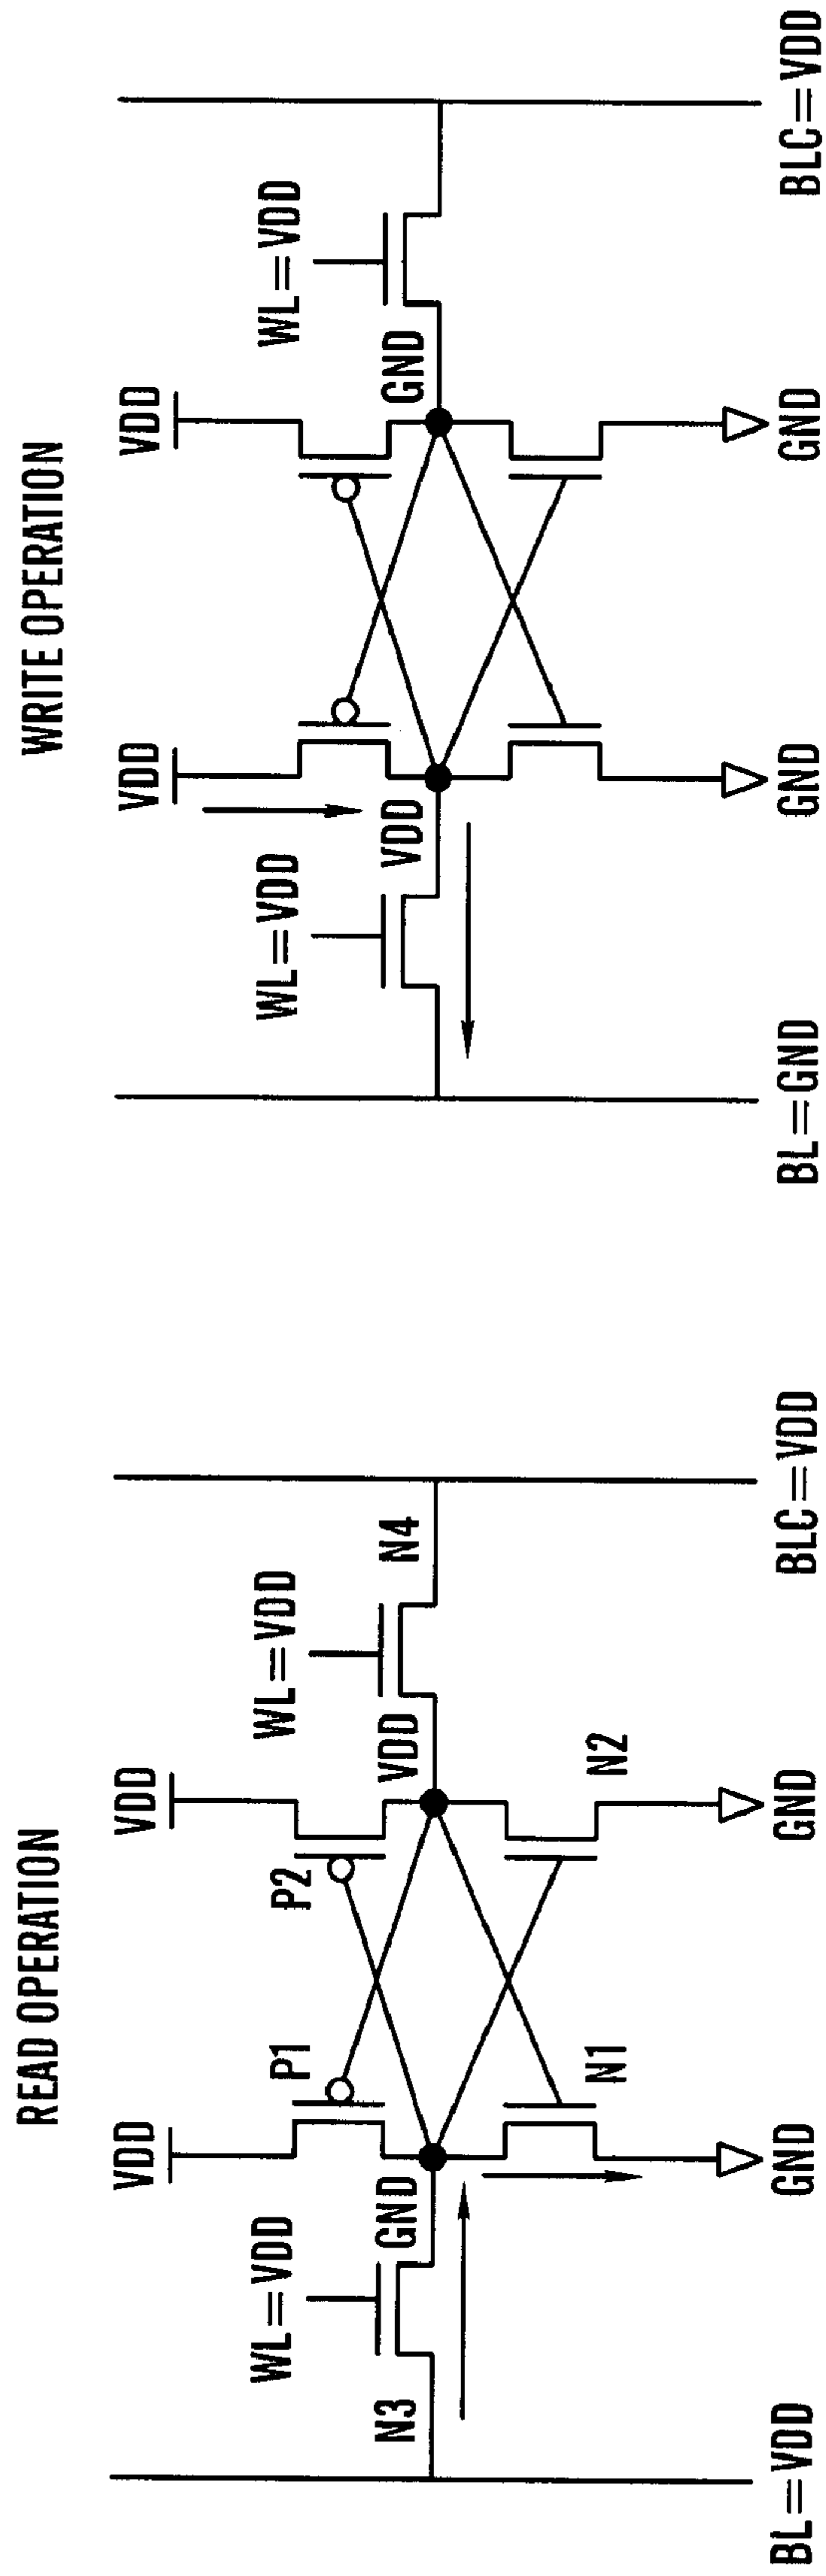 READ OPERATION
VDD
VDD
P1
P2
WL=VDD
WL=VDD
GND
VDD
N3
N4
N1
N2
BL=VDD
GND
GND
BLC=VDD
WRITE OPERATION
VDD
VDD
WL=VDD
WL=VDD
VDD
GND
BL=GND
GND
GND
BLC=VDD